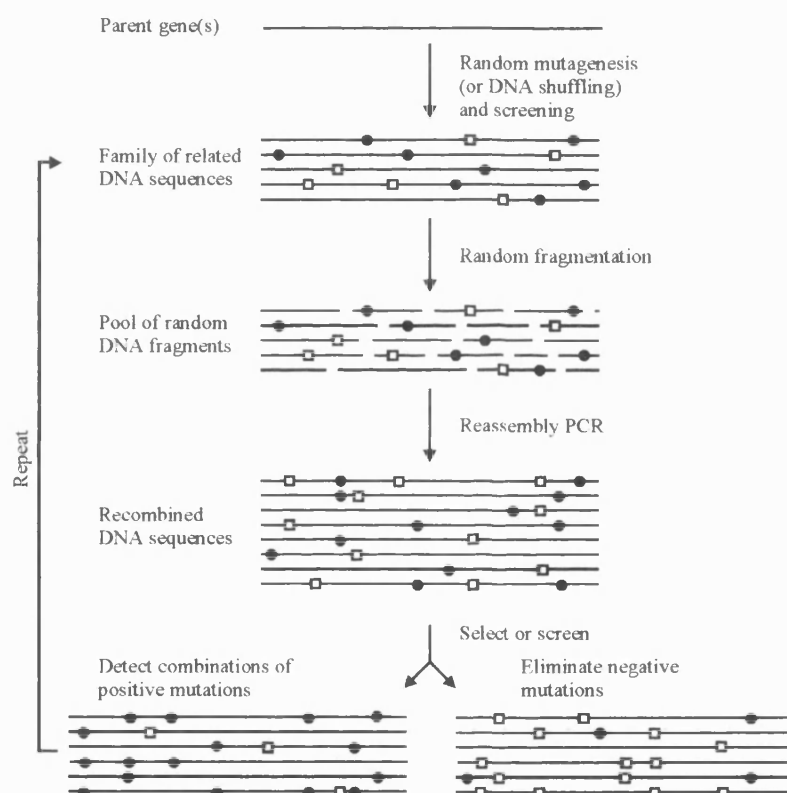 Parent gene(s)
Random mutagenesis
(or DNA shuffling)
and screening
Family of related
DNA sequences
Random fragmentation
Pool of random
DNA fragments
Reassembly PCR
Repeat
Recombined
DNA sequences
Select or screen
Detect combinations of
positive mutations
Eliminate negative
mutations